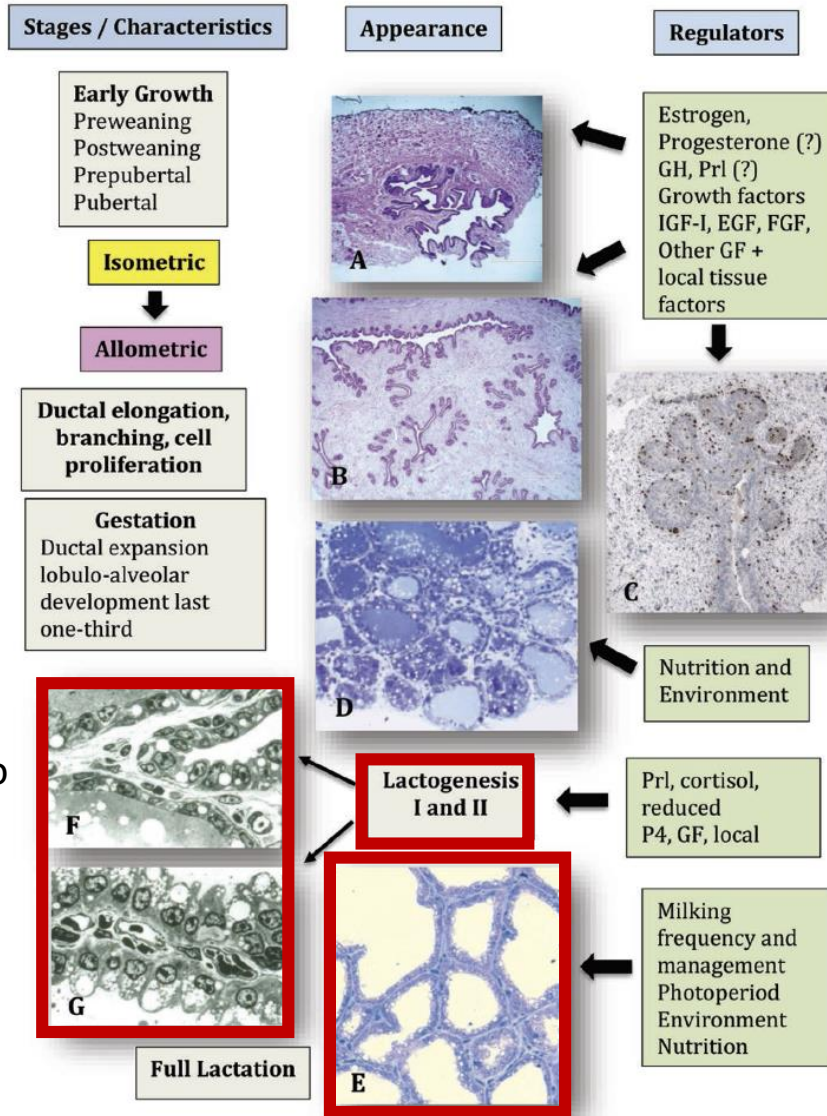 Stages / Characteristics
Appearance
Regulators
Early Growth
Preweaning
Postweaning
Prepubertal
Pubertal
Isometric
Allometric
Ductal elongation,
branching, cell
proliferation
Gestation
Ductal expansion
lobulo-alveolar
development last
one-third
A
B
C
D
Estrogen,
Progesterone (?)
GH, Prl (?)
Growth factors
IGF-I, EGF, FGF,
Other GF +
local tissue
factors
Nutrition and
Environment
F
G
Lactogenesis
I and II
Prl, cortisol,
reduced
P4, GF, local
Full Lactation
E
Milking
frequency and
management
Photoperiod
Environment
Nutrition